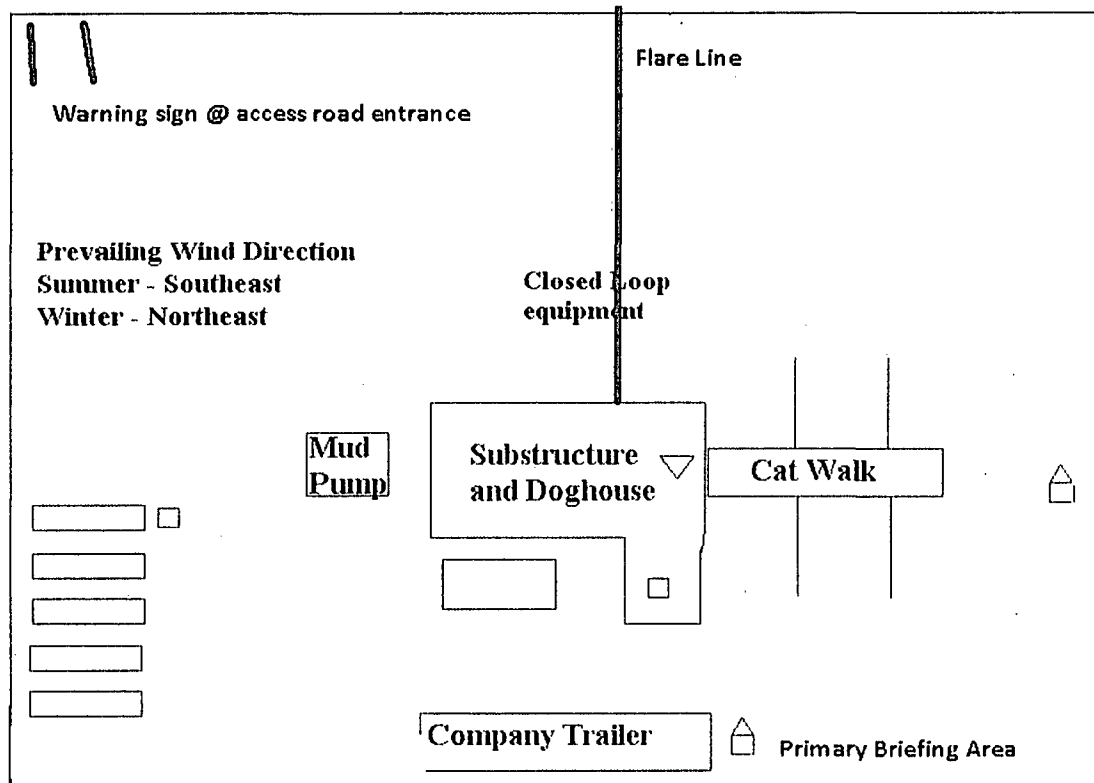 Flare Line
Warning sign @ access road entrance
Prevailing Wind Direction
Summer - Southeast
Winter - Northeast
Closed Loop
equipment
Mud
Pump
Substructure
and Doghouse
Cat Walk
Company Trailer
Primary Briefing Area